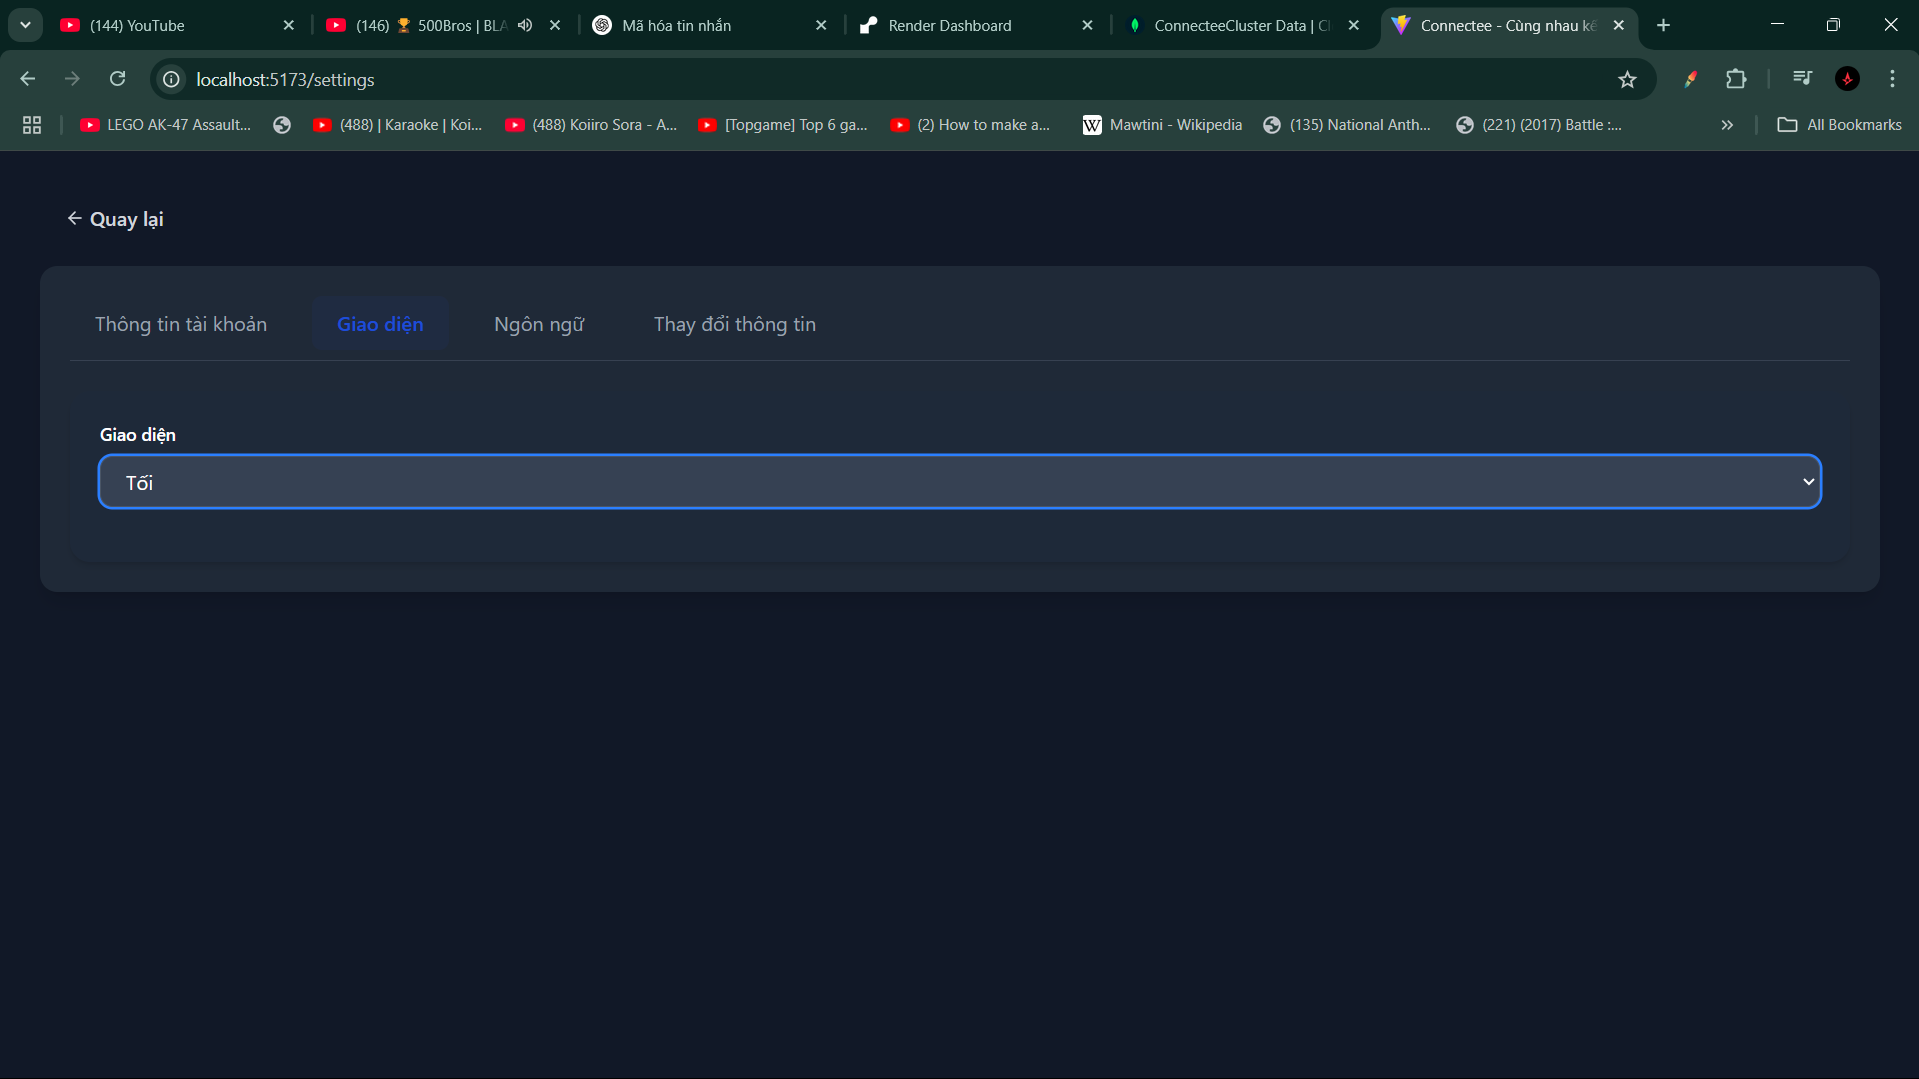 (144) YouTube
(146) 🏆 500Bros | BLA
Mã hóa tin nhắn
Render Dashboard
ConnecteeCluster Data | Cl
Connectee - Cùng nhau kế
localhost:5173/settings
LEGO AK-47 Assault...
(488) | Karaoke | Koi...
(488) Koiiro Sora - A...
[Topgame] Top 6 ga...
(2) How to make a...
W Mawtini - Wikipedia
(135) National Anth...
(221) (2017) Battle :...
All Bookmarks
← Quay lại
Thông tin tài khoản
Giao diện
Ngôn ngữ
Thay đổi thông tin
Giao diện
Tối